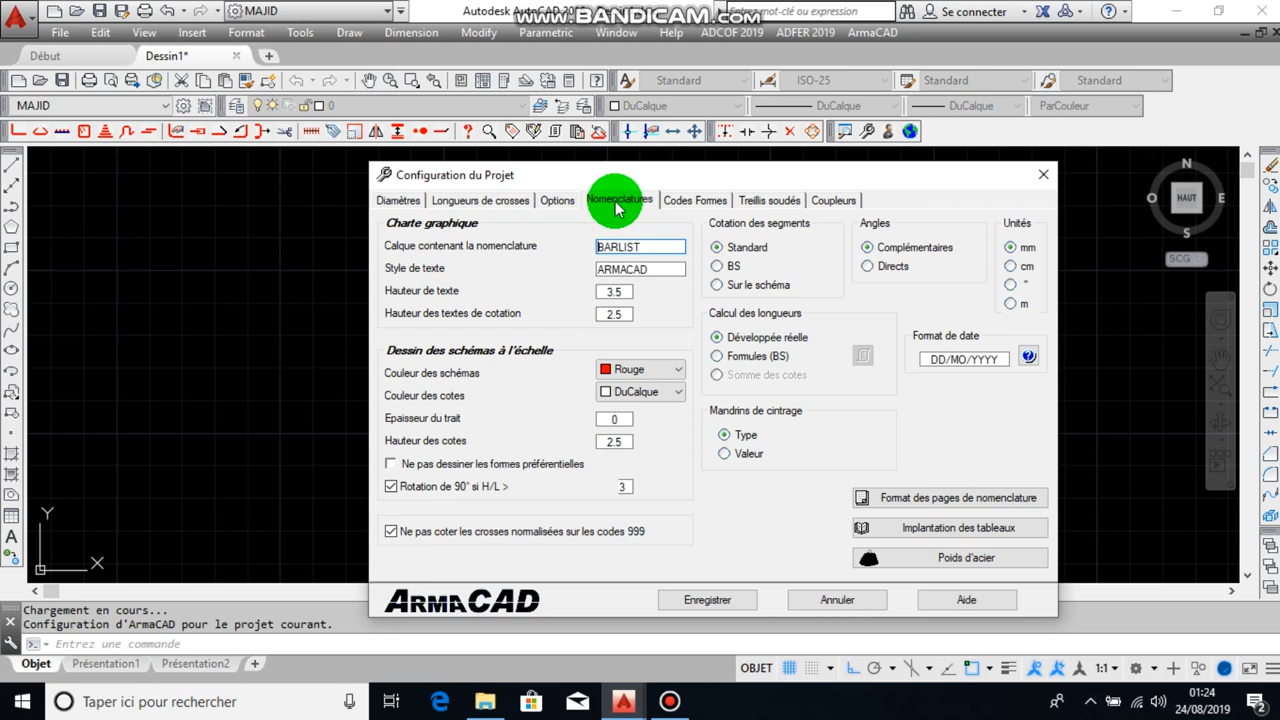 MAJID
Autodesk AutoCAD 20
www.BANDICAM.com
Entrez mot-clé ou expression
Se connecter
File Edit View Insert Format Tools Draw Dimension Modify Parametric Window Help ADCOF 2019 ADFER 2019 ArmaCAD
Début
Dessin1*
Standard
ISO-25
Standard
Standard
MAJID
0
DuCalque
DuCalque
DuCalque
ParCouleur
Configuration du Projet
Diamètres
Longueurs de crosses
Options
Nomenclatures
Codes Formes
Treillis soudés
Coupleurs
Charte graphique
Calque contenant la nomenclature
BARLIST
Style de texte
ARMACAD
Hauteur de texte
3.5
Hauteur des textes de cotation
2.5
Dessin des schémas à l'échelle
Couleur des schémas
Rouge
Couleur des cotes
DuCalque
Epaisseur du trait
0
Hauteur des cotes
2.5
Ne pas dessiner les formes préférentielles
Rotation de 90° si H/L >
3
Ne pas coter les crosses normalisées sur les codes 999
Cotation des segments
Standard
BS
Sur le schéma
Calcul des longueurs
Développée réelle
Formules (BS)
Somme des cotes
Mandrins de cintrage
Type
Valeur
Angles
Complémentaires
Directs
Unités
mm
cm
"
m
Format de date
DD/MO/YYYY
Format des pages de nomenclature
Implantation des tableaux
Poids d'acier
ARMACAD
Enregistrer
Annuler
Aide
N
O
HAUT
E
S
SCG
Y
X
Chargement en cours...
Configuration d'ArmaCAD pour le projet courant.
Entrez une commande
Objet
Présentation1
Présentation2
OBJET
1:1
Taper ici pour rechercher
01:24
24/08/2019
2